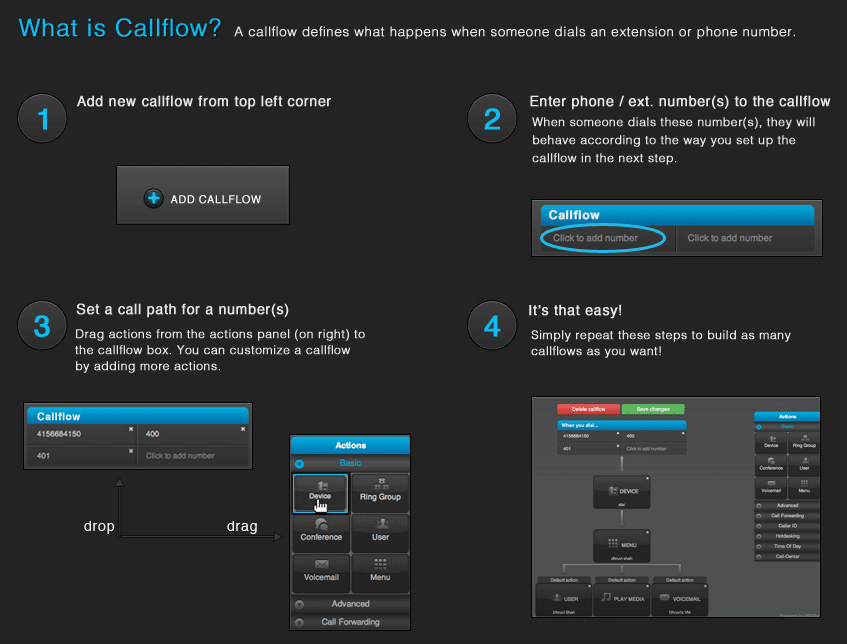 What is Callflow? A callflow defines what happens when someone dials an extension or phone number.
1
Add new callflow from top left corner
ADD CALLFLOW
2
Enter phone / ext. number(s) to the callflow
When someone dials these number(s), they will
behave according to the way you set up the
callflow in the next step.
Callflow
Click to add number
Click to add number
3
Set a call path for a number(s)
Drag actions from the actions panel (on right) to
the callflow box. You can customize a callflow
by adding more actions.
Callflow
4156684150
400
401
Click to add number
drop
drag
Actions
Basic
Device
Ring Group
Conference
User
Voicemail
Menu
Advanced
Call Forwarding
4
It's that easy!
Simply repeat these steps to build as many
callflows as you want!
Delete callflow
Save changes
When you dial...
4156684150
400
401
Click to add number
DEVICE
MENU
dhruvi shah
Default action
Default action
Default action
USER
PLAY MEDIA
VOICEMAIL
Dhruvi Shah
Actions
Basic
Device
Ring Group
Conference
User
Voicemail
Menu
Advanced
Call Forwarding
Caller ID
Hotdesking
Time Of Day
Call-Center